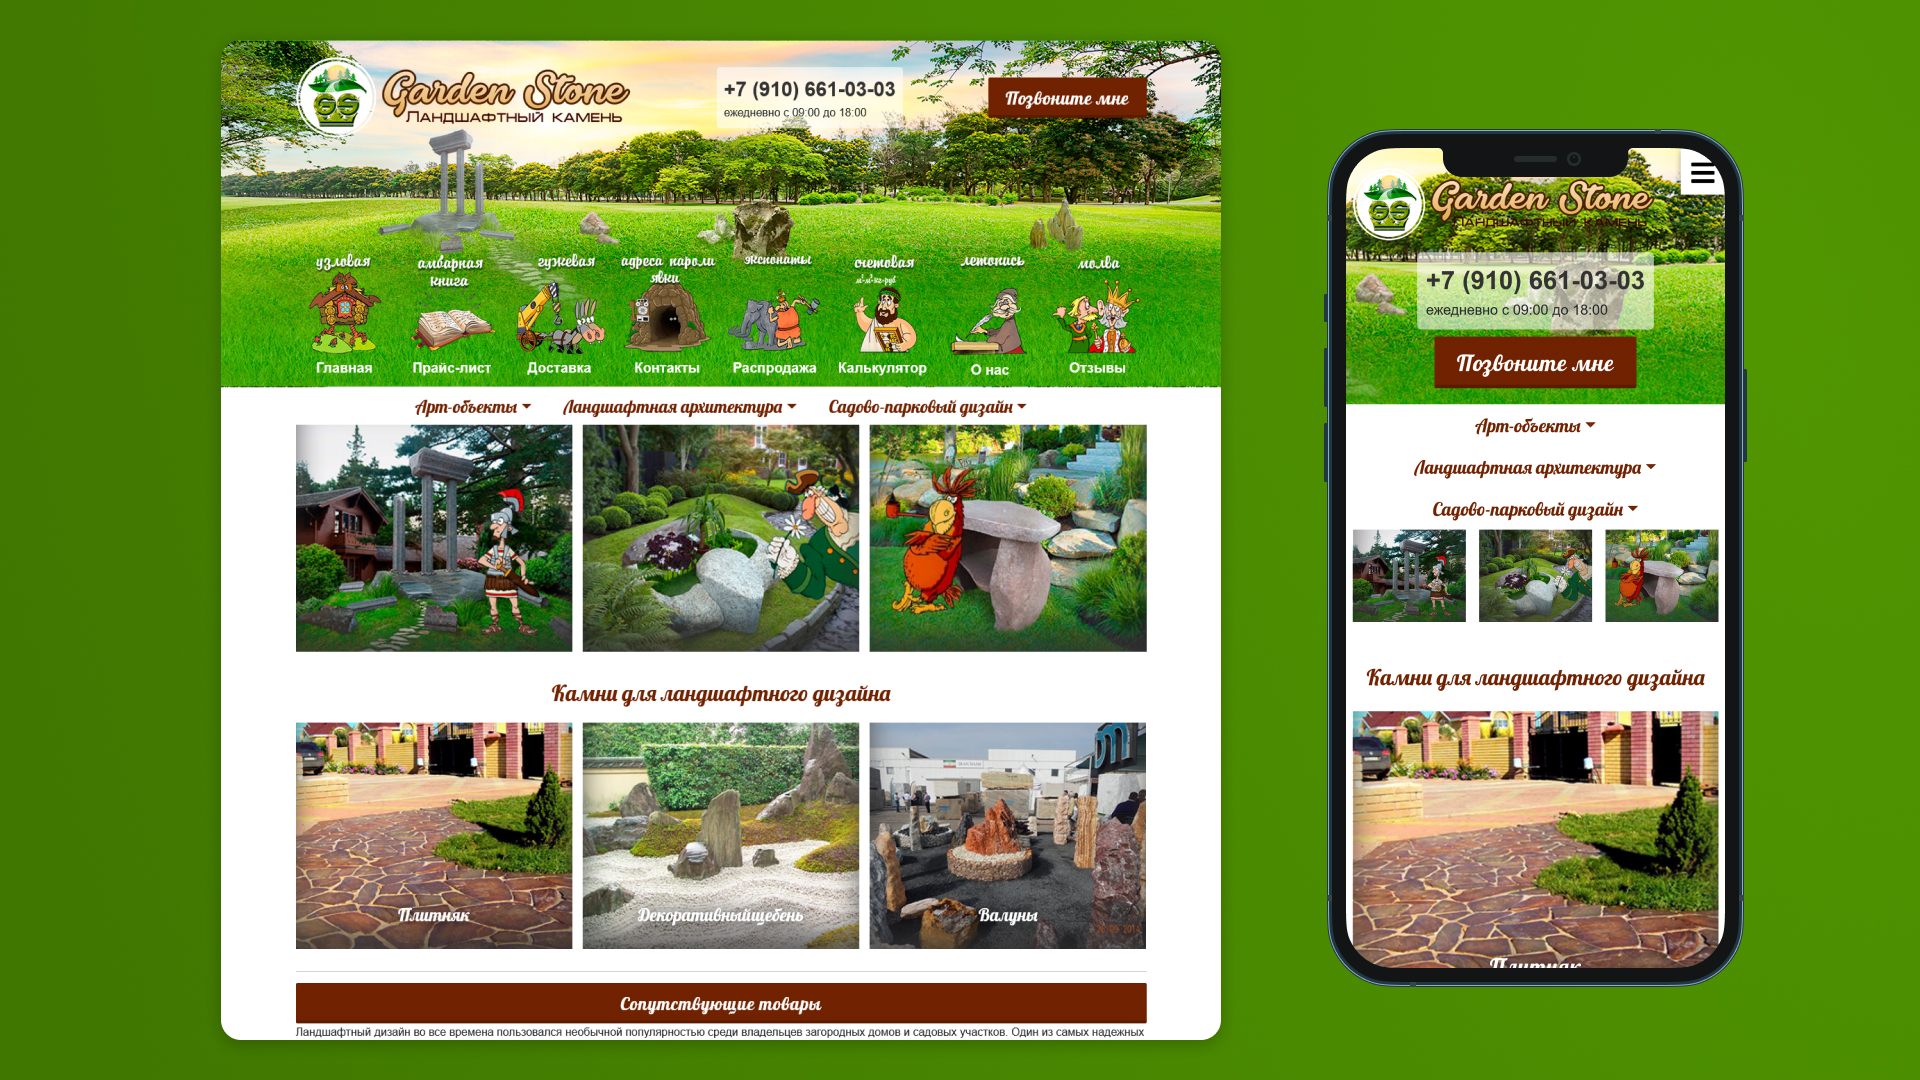 Garden Stone
Ландшафтный камень
+7 (910) 661-03-03
ежедневно с 09:00 до 18:00
Позвоните мне
узловая
амбарная книга
гужевая
адреса пароли явки
экспонаты
счетовая
м²-м³-кг-руб
летопись
молва
Главная
Прайс-лист
Доставка
Контакты
Распродажа
Калькулятор
О нас
Отзывы
Арт-объекты
Ландшафтная архитектура
Садово-парковый дизайн
Камни для ландшафтного дизайна
Плитняк
Декоративныйщебень
Валуны
Сопутствующие товары
Ландшафтный дизайн во все времена пользовался необычной популярностью среди владельцев загородных домов и садовых участков. Один из самых надежных
Garden Stone
Ландшафтный камень
+7 (910) 661-03-03
ежедневно с 09:00 до 18:00
Позвоните мне
Арт-объекты
Ландшафтная архитектура
Садово-парковый дизайн
Камни для ландшафтного дизайна
Плитняк